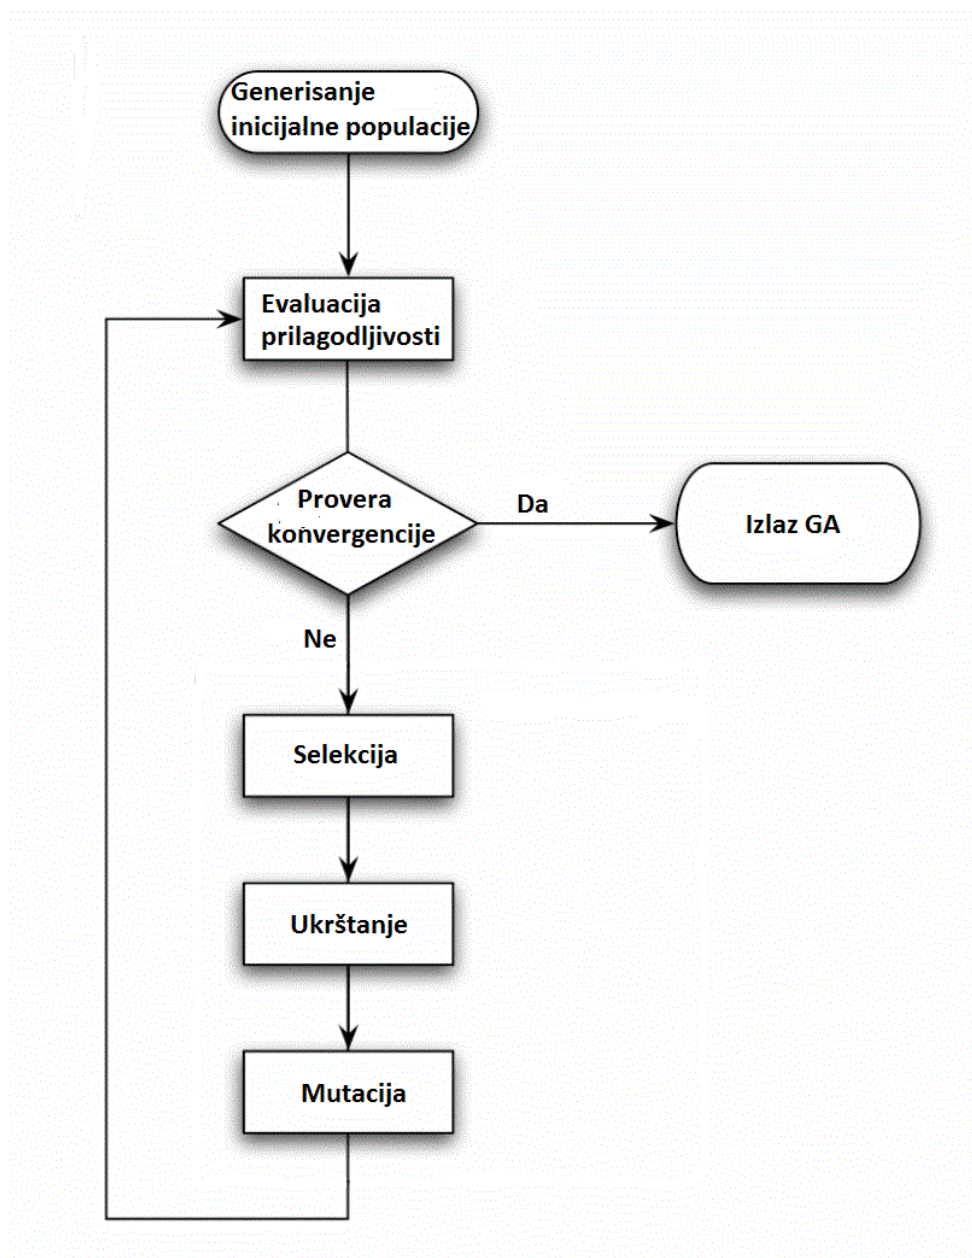 Generisanje
inicijalne populacije
Evaluacija
prilagodljivosti
Provera
konvergencije
Da
Izlaz GA
Ne
Selekcija
Ukrštanje
Mutacija